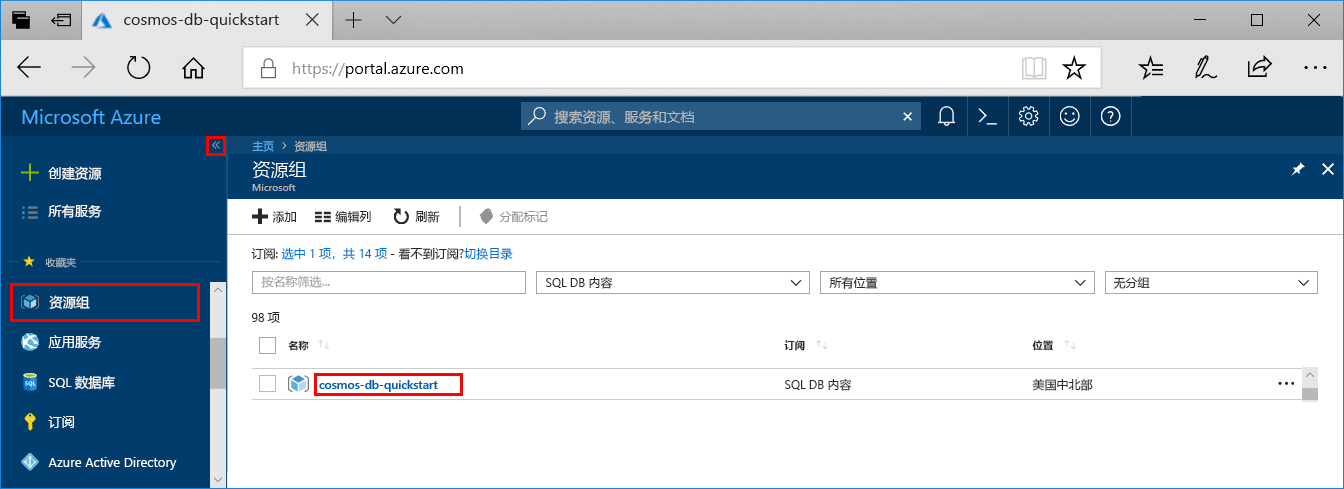 cosmos-db-quickstart
https://portal.azure.com
Microsoft Azure
搜索资源、服务和文档
主页 > 资源组
创建资源
所有服务
收藏夹
资源组
应用服务
SQL 数据库
订阅
Azure Active Directory
资源组
Microsoft
添加 编辑列 刷新 分配标记
订阅: 选中 1 项，共 14 项 - 看不到订阅?切换目录
按名称筛选... SQL DB 内容 所有位置 无分组
98 项
名称 订阅 位置
cosmos-db-quickstart SQL DB 内容 美国中北部